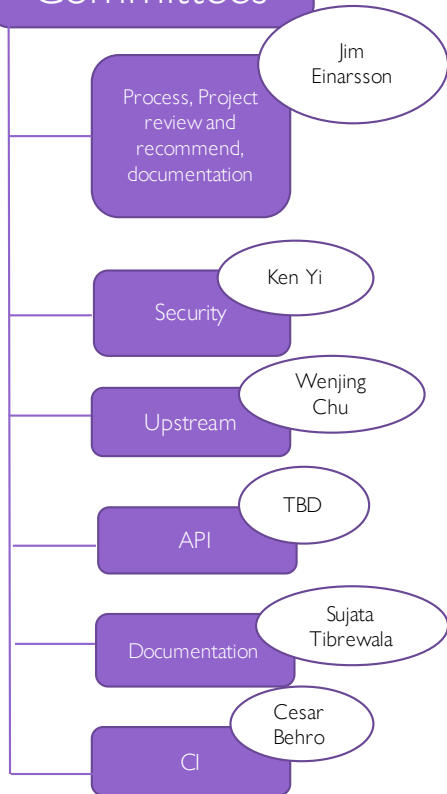 Committees
Jim
Einarsson
Process, Project
review and
recommend,
documentation
Ken Yi
Security
Wenjing
Chu
Upstream
TBD
API
Sujata
Tibrewala
Documentation
Cesar
Behro
CI